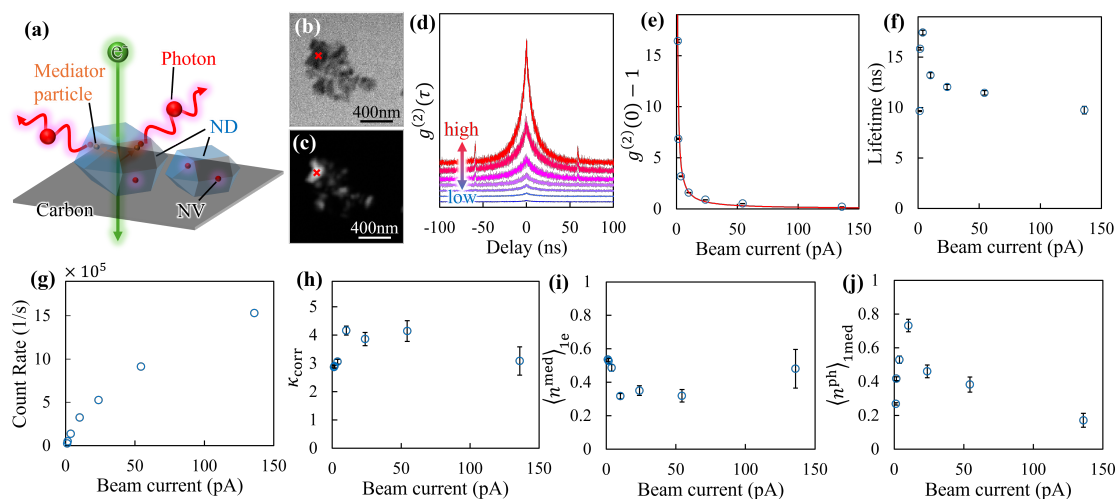 (a)
e⁻
Photon
Mediator
particle
ND
Carbon
NV
(b)
400nm
(c)
400nm
(d)
g⁽²⁾(τ)
high
low
-100 -50 0 50 100
Delay (ns)
(e)
g⁽²⁾(0) − 1
15
10
5
0
0 50 100 150
Beam current (pA)
(f)
Lifetime (ns)
15
10
5
0
0 50 100 150
Beam current (pA)
(g)
× 10⁵
Count Rate (1/s)
15
10
5
0
0 50 100 150
Beam current (pA)
(h)
κcorr
5
4
3
2
1
0
0 50 100 150
Beam current (pA)
(i)
⟨nᵐᵉᵈ⟩₁ₑ
1
0.8
0.6
0.4
0.2
0
0 50 100 150
Beam current (pA)
(j)
⟨nᵖʰ⟩1med
1
0.8
0.6
0.4
0.2
0
0 50 100 150
Beam current (pA)